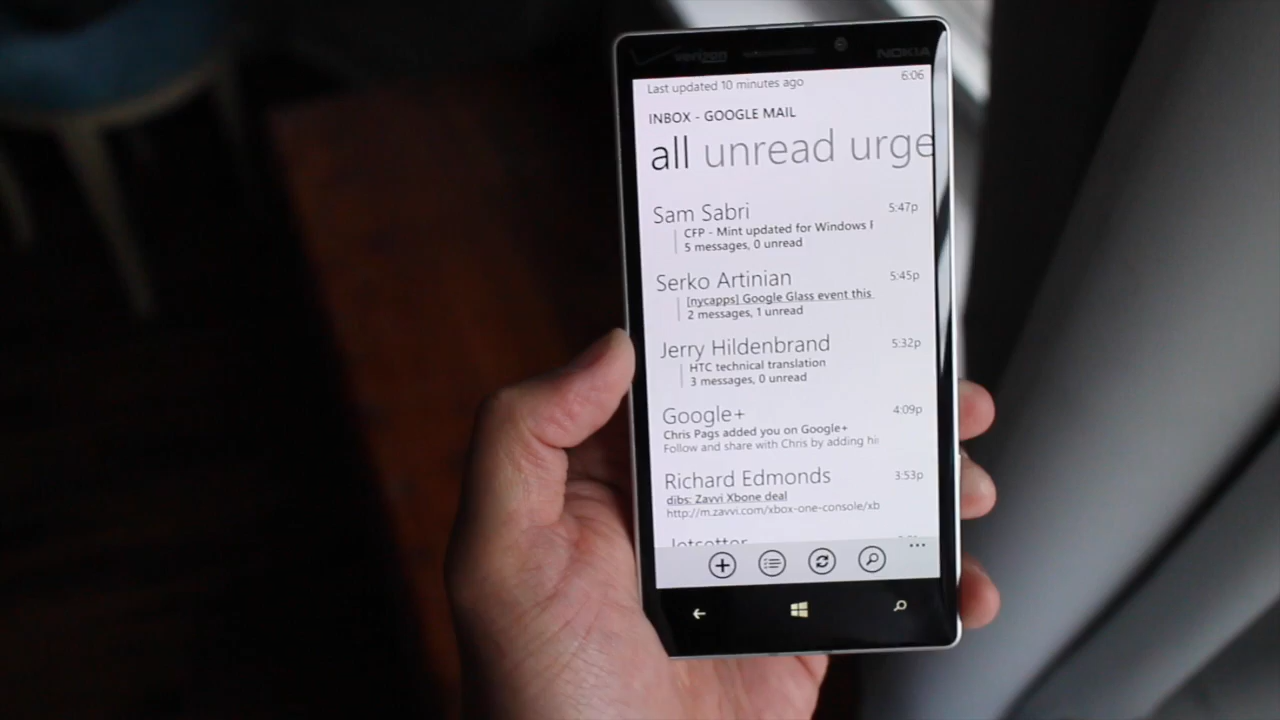 verizon
NOKIA
Last updated 10 minutes ago
6:06
INBOX - GOOGLE MAIL
all unread urge
Sam Sabri
5:47p
CFP - Mint updated for Windows
5 messages, 0 unread
Serko Artinian
5:45p
[nycapps] Google Glass event this
2 messages, 1 unread
Jerry Hildenbrand
5:32p
HTC technical translation
3 messages, 0 unread
Google+
4:09p
Chris Pags added you on Google+
Follow and share with Chris by adding hi
Richard Edmonds
3:53p
dibs: Zavvi Xbone deal
http://m.zavvi.com/xbox-one-console/xb
Jetsetter